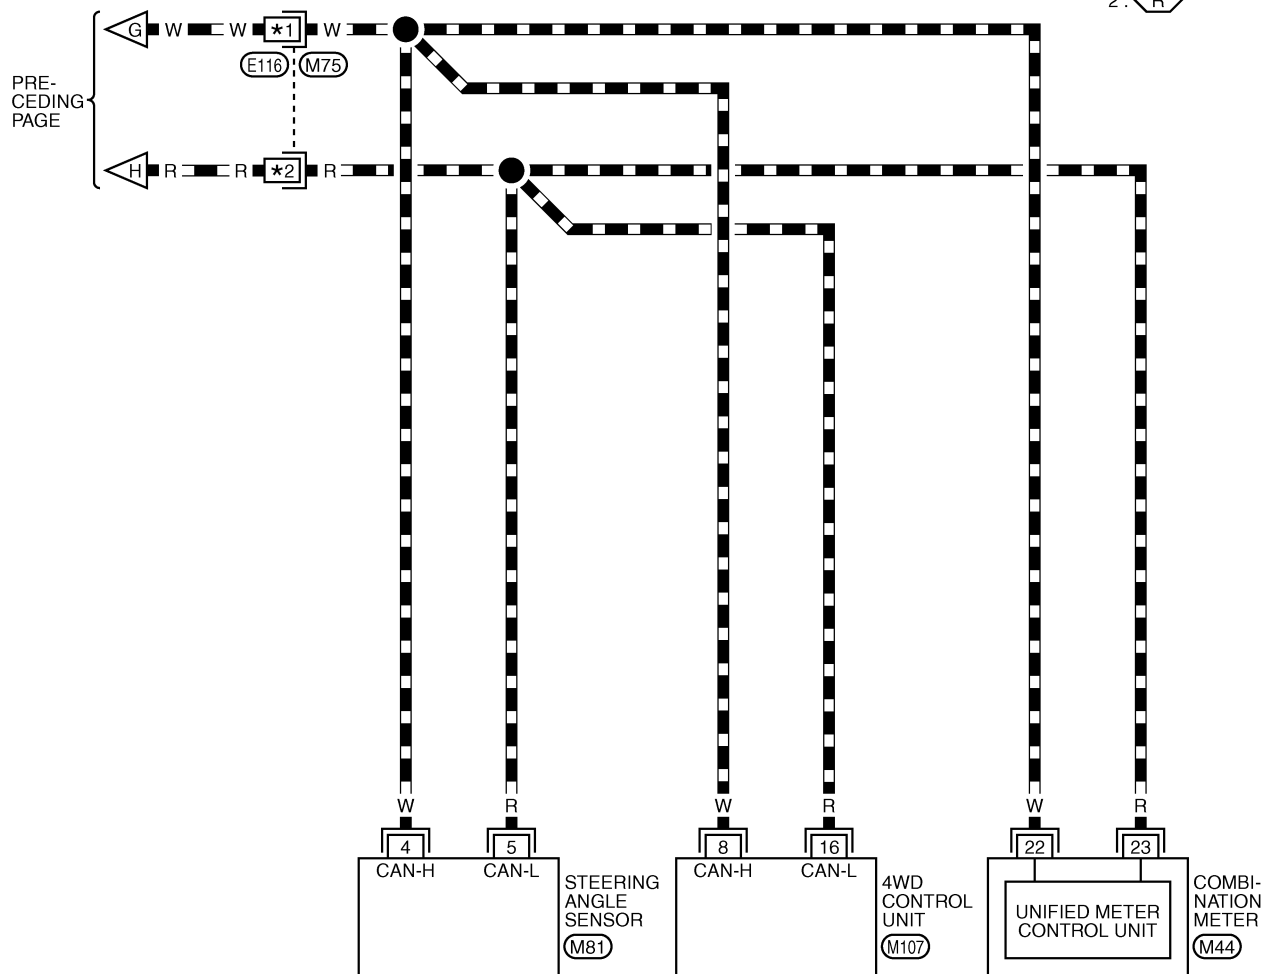 2 : R
G W W *1 W
E116 M75
PRE-
CEDING
PAGE
H R R *2 R
W R W R W R
4 5 8 16 22 23
CAN-H CAN-L CAN-H CAN-L
STEERING
ANGLE
SENSOR
M81
4WD
CONTROL
UNIT
M107
UNIFIED METER
CONTROL UNIT
COMBI-
NATION
METER
M44